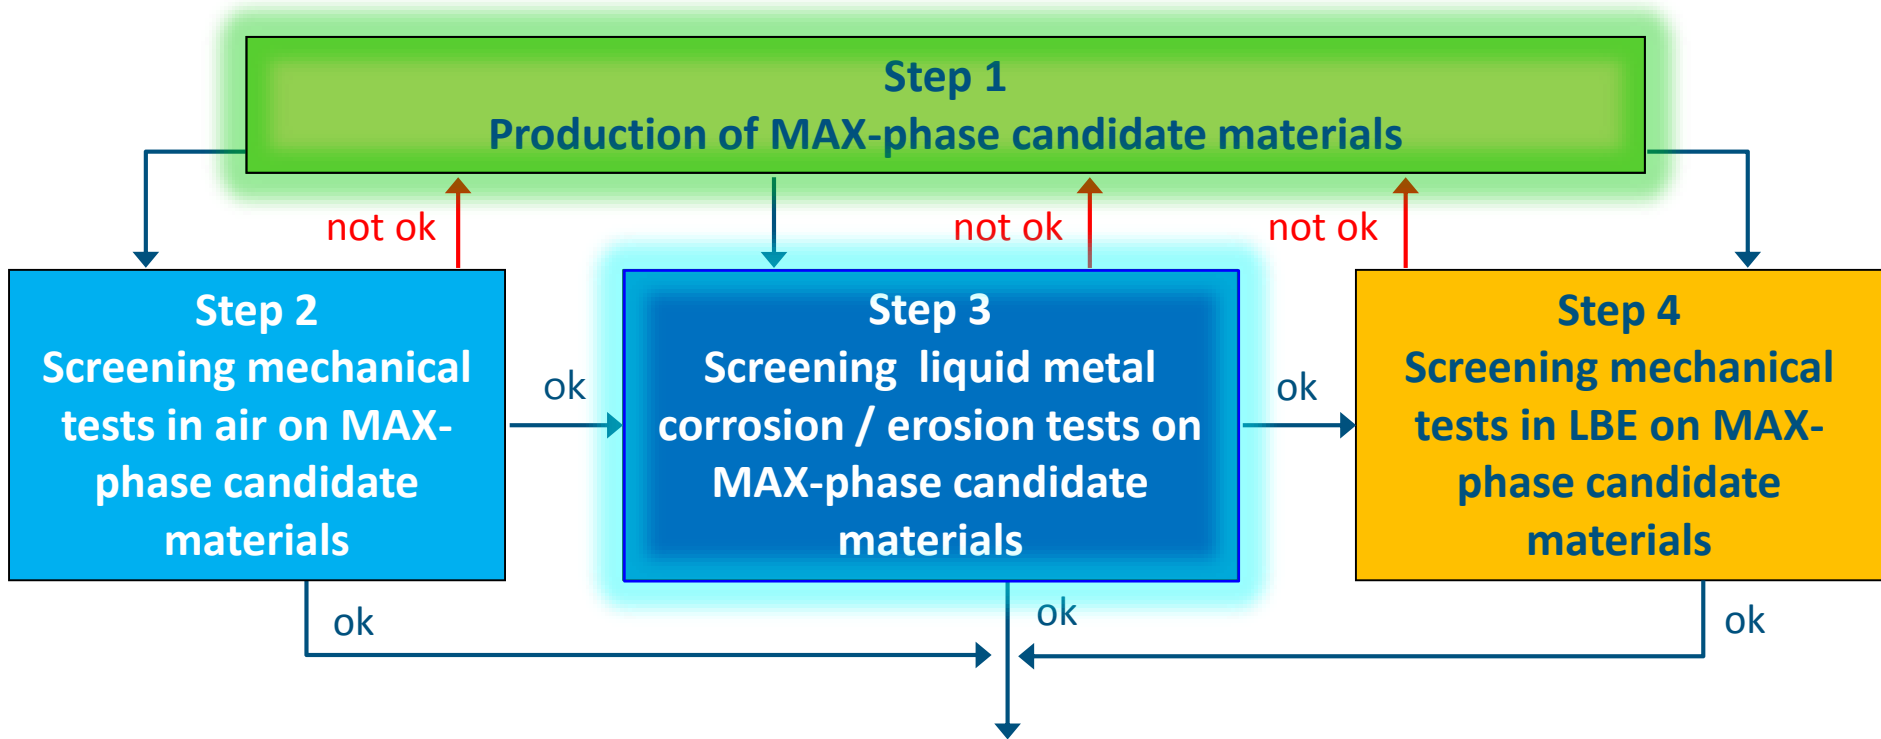 Step 1
Production of MAX-phase candidate materials
not ok
not ok
not ok
Step 2
Screening mechanical
tests in air on MAX-
phase candidate
materials
ok
Step 3
Screening liquid metal
corrosion / erosion tests on
MAX-phase candidate
materials
ok
Step 4
Screening mechanical
tests in LBE on MAX-
phase candidate
materials
ok
ok
ok